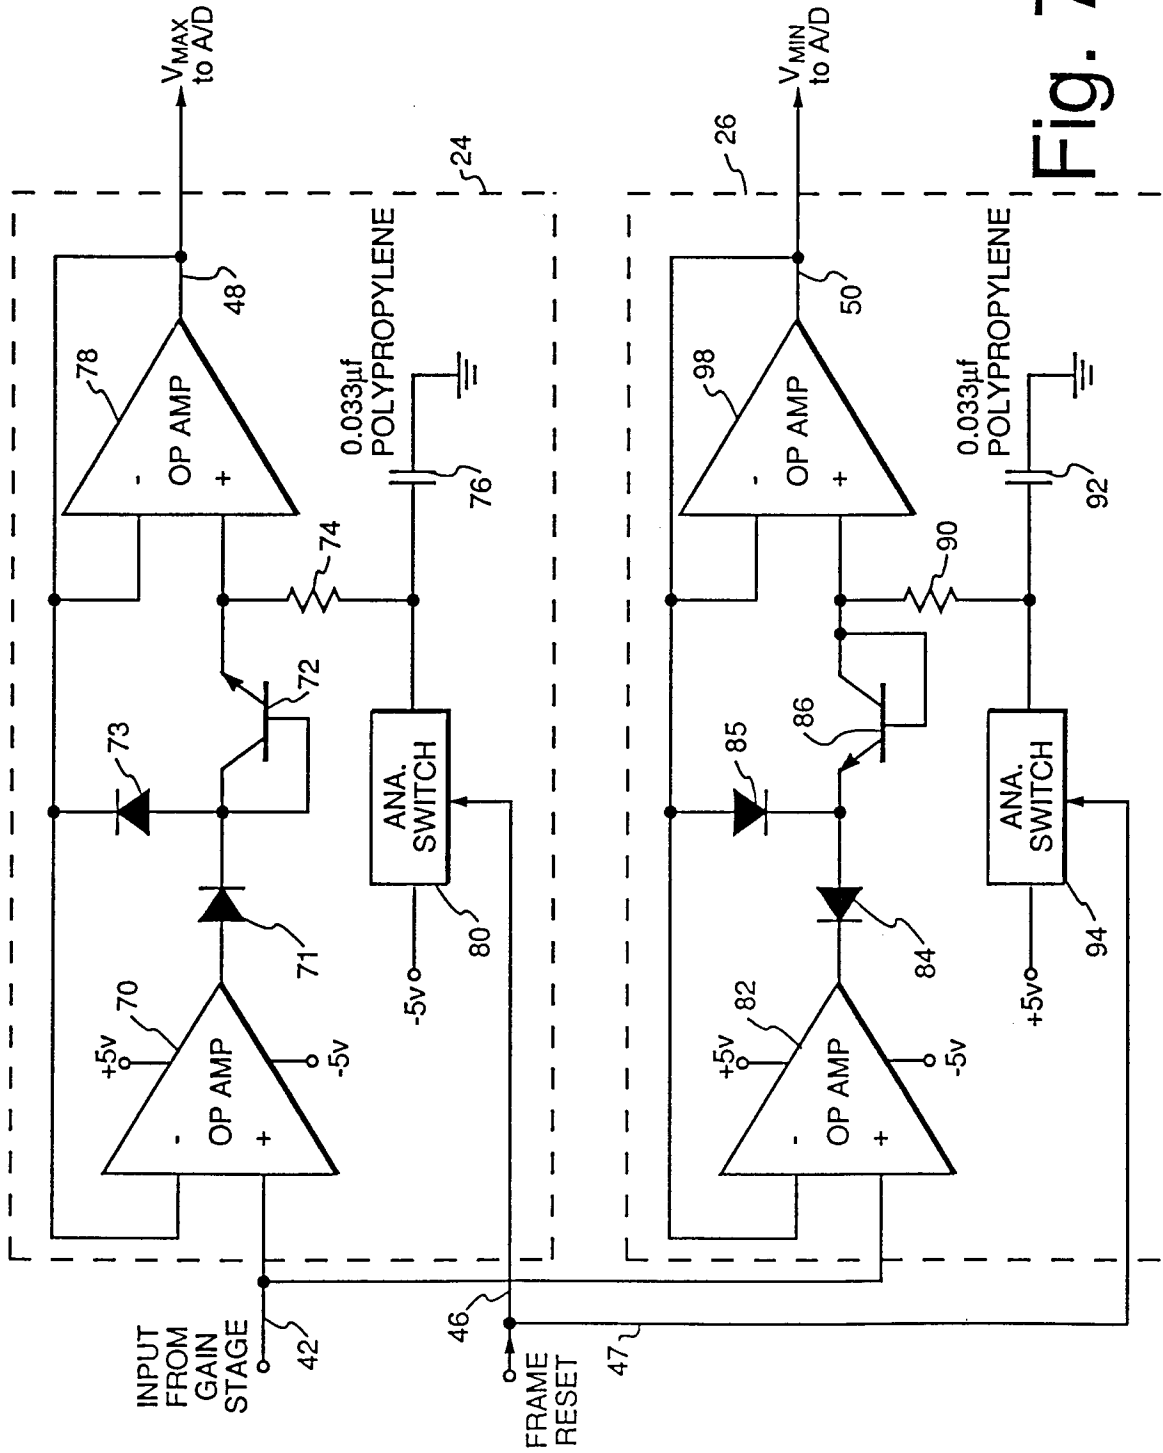 INPUT
FROM
GAIN
STAGE
42
FRAME
RESET
46
47
24
70
+5v
-5v
-
OP AMP
+
71
73
72
74
78
-
OP AMP
+
48
VMAX
to A/D
-5v
80
ANA.
SWITCH
0.033µf
POLYPROPYLENE
76
26
82
+5v
-5v
-
OP AMP
+
84
85
86
90
98
-
OP AMP
+
50
VMIN
to A/D
+5v
94
ANA.
SWITCH
0.033µf
POLYPROPYLENE
92
Fig. 7